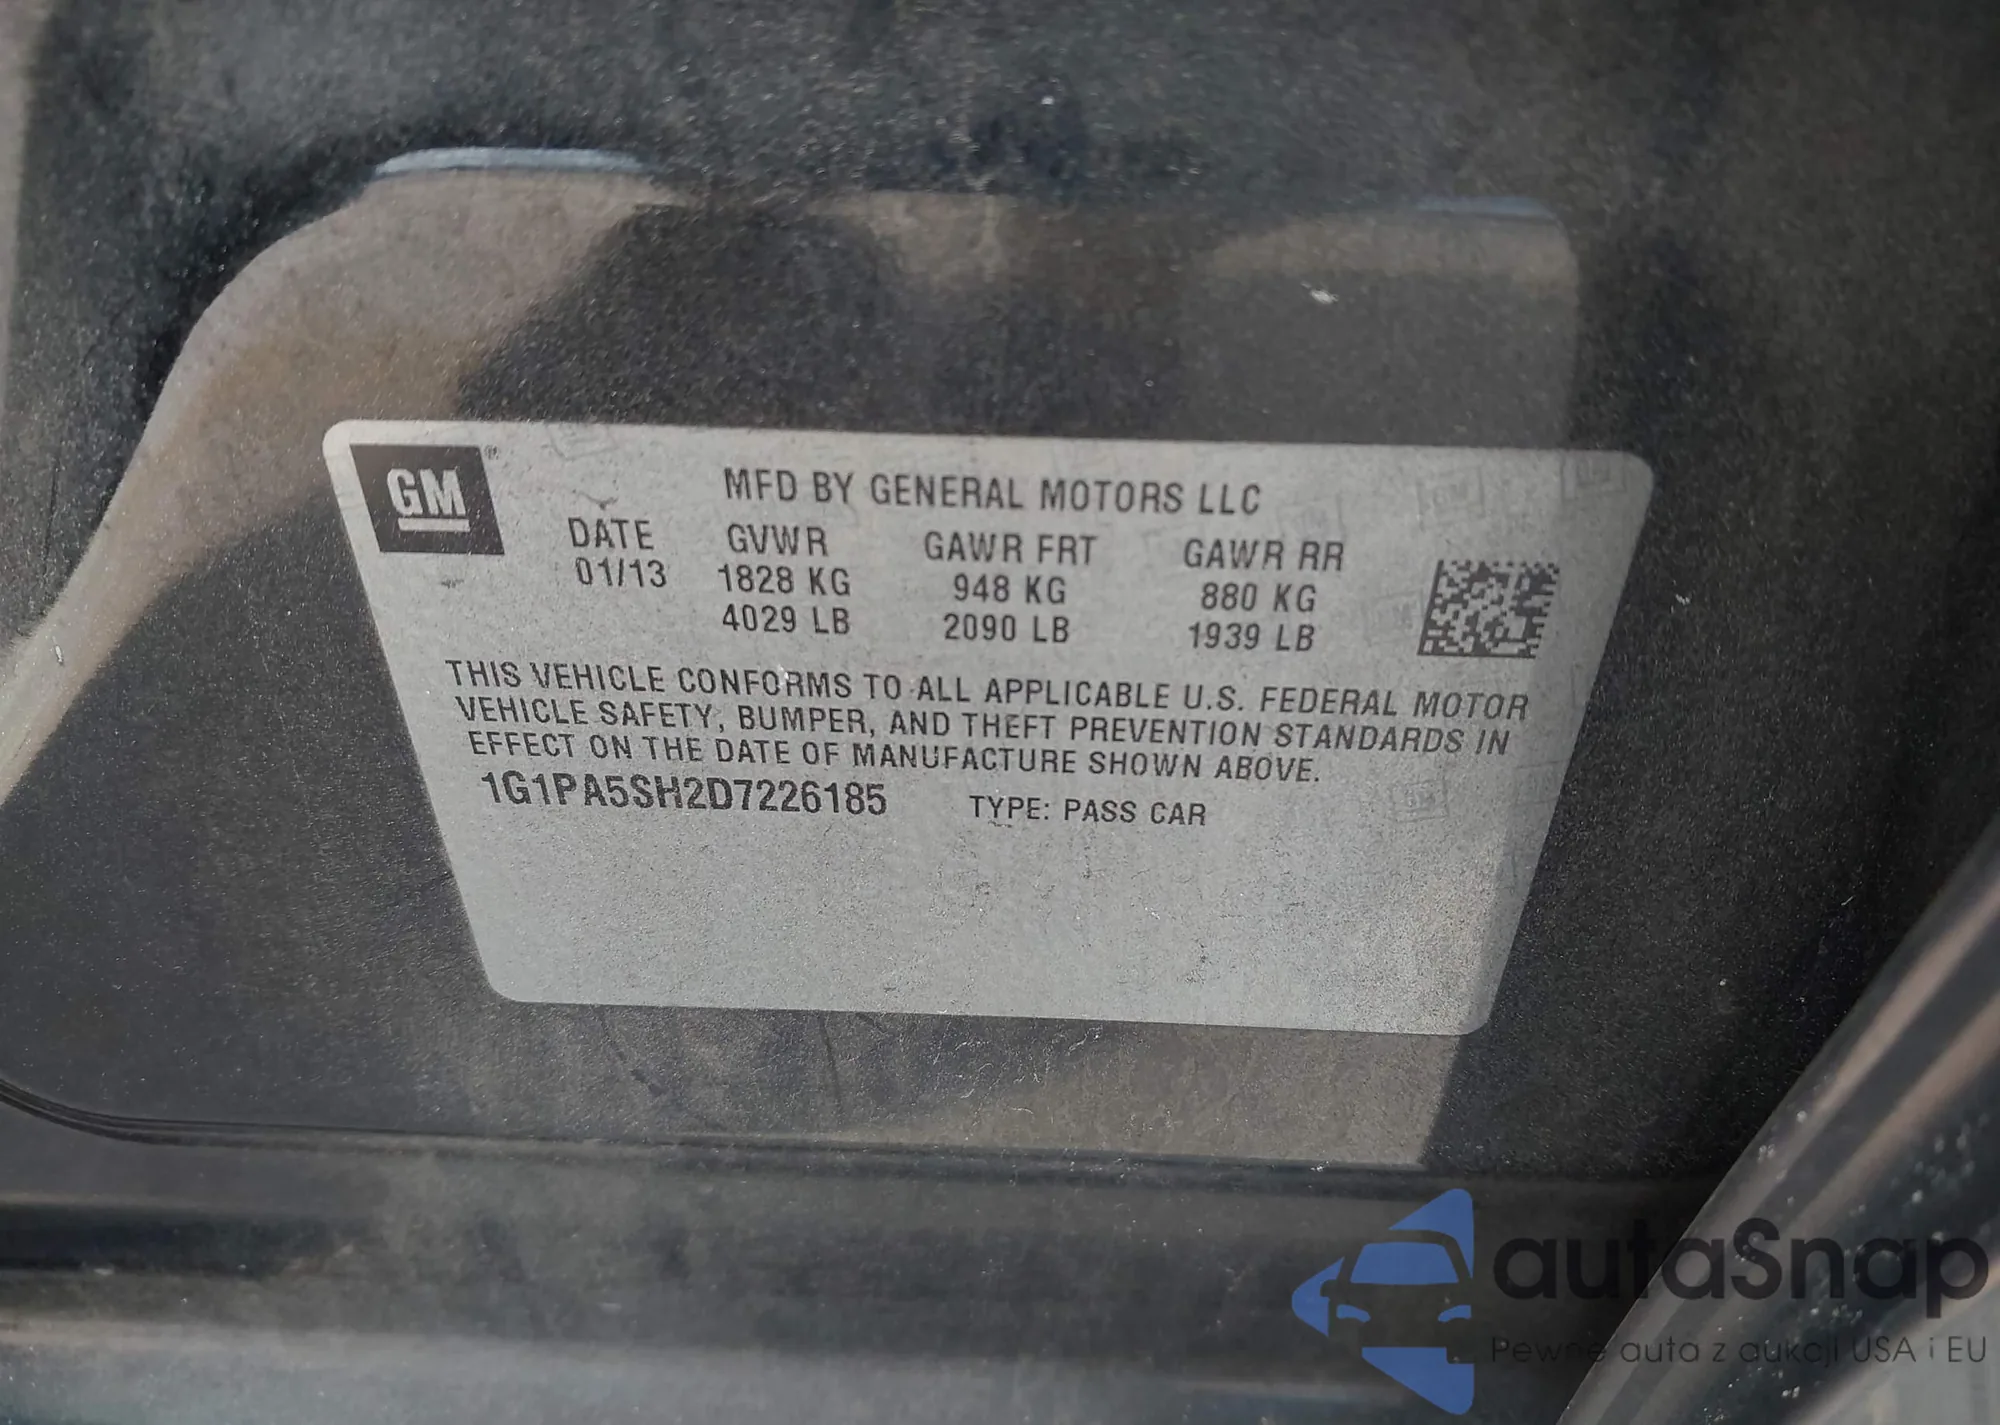 GM®
MFD BY GENERAL MOTORS LLC
DATE GVWR GAWR FRT GAWR RR
01/13 1828 KG 948 KG 880 KG
4029 LB 2090 LB 1939 LB
THIS VEHICLE CONFORMS TO ALL APPLICABLE U.S. FEDERAL MOTOR
VEHICLE SAFETY, BUMPER, AND THEFT PREVENTION STANDARDS IN
EFFECT ON THE DATE OF MANUFACTURE SHOWN ABOVE.
1G1PA5SH2D7226185 TYPE: PASS CAR
autaSnap
Pewne auta z aukcji USA i EU